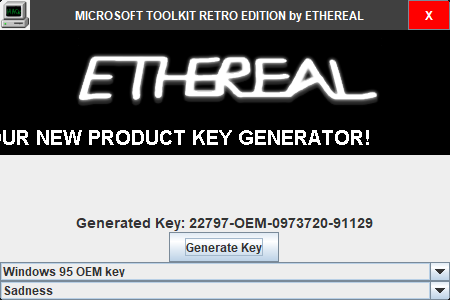 MICROSOFT TOOLKIT RETRO EDITION by ETHEREAL
X
ETHEREAL
OUR NEW PRODUCT KEY GENERATOR!
Generated Key: 22797-OEM-0973720-91129
Generate Key
Windows 95 OEM key
Sadness